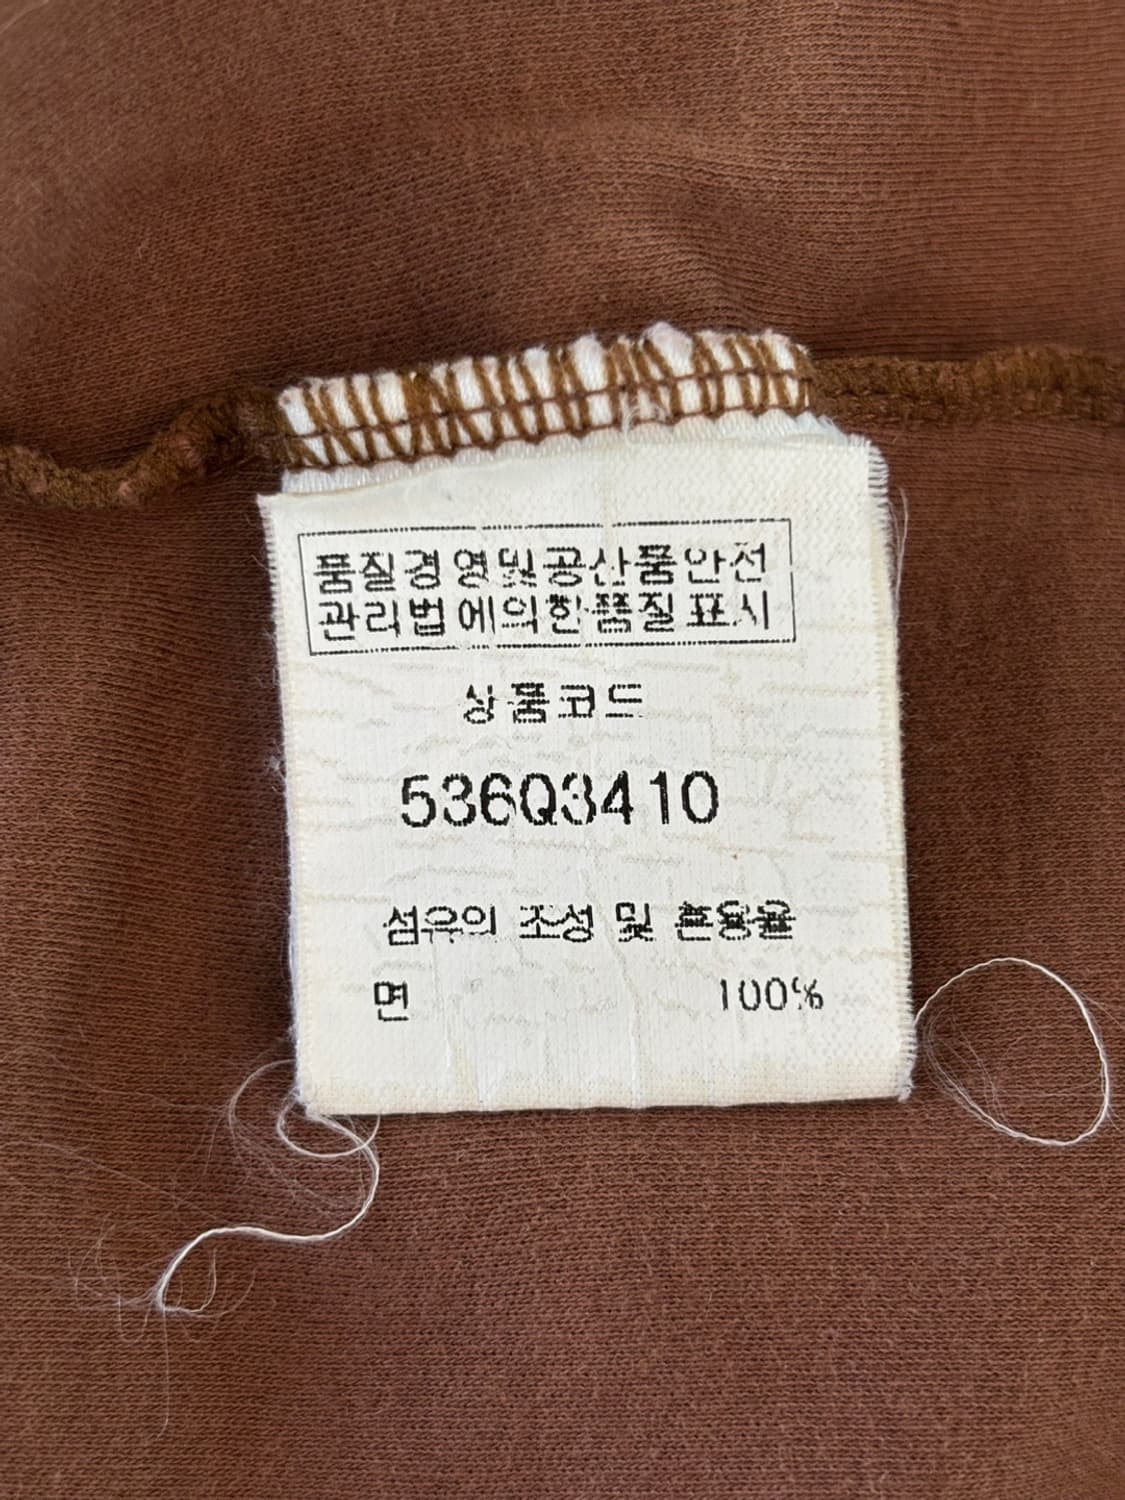 품질경영및공산품안전
관리법에의한품질표시
상품코드
536Q3410
섬유의 조성 및 혼용율
면 100%